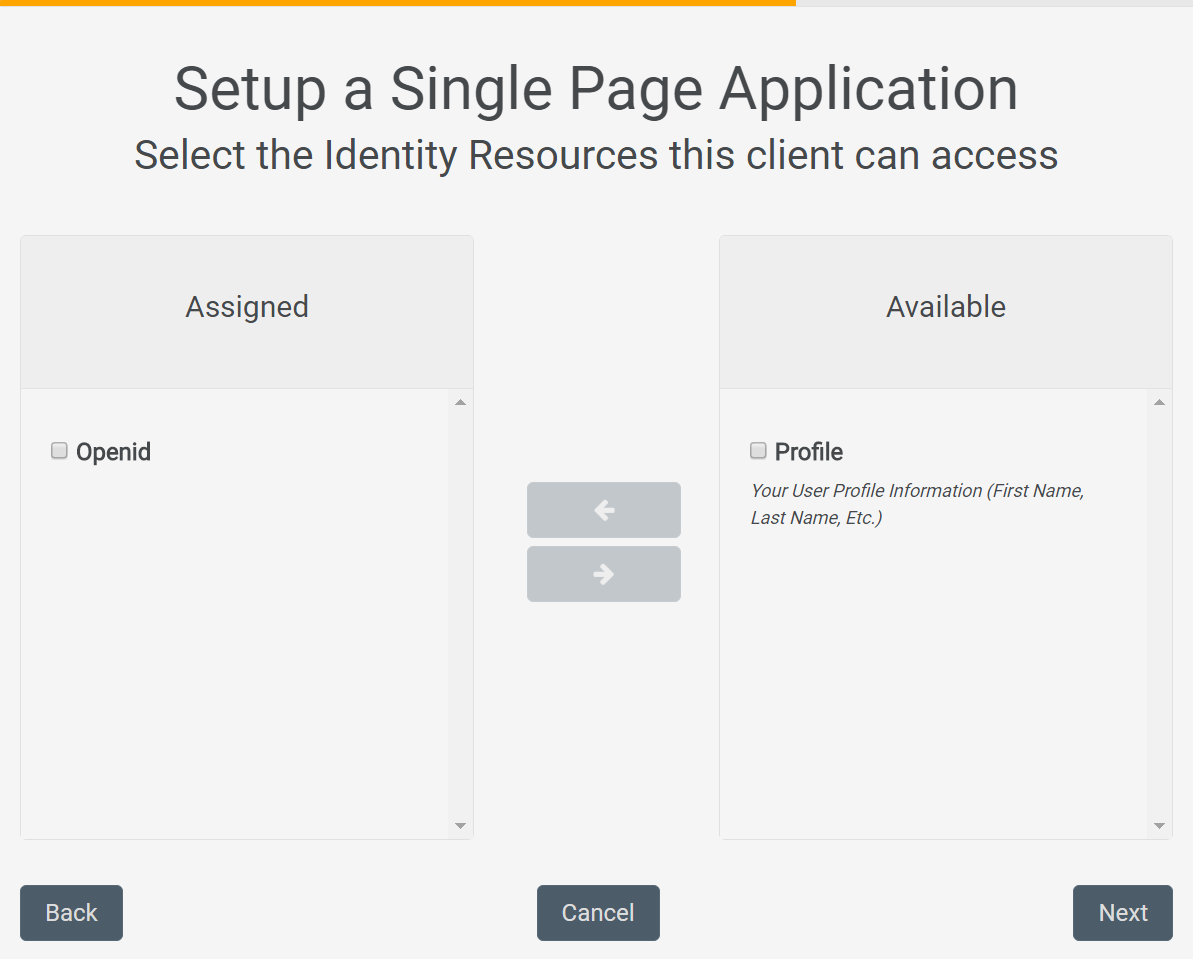 Setup a Single Page Application
Select the Identity Resources this client can access
Assigned
Openid
Available
Profile
Your User Profile Information (First Name,
Last Name, Etc.)
Back
Cancel
Next